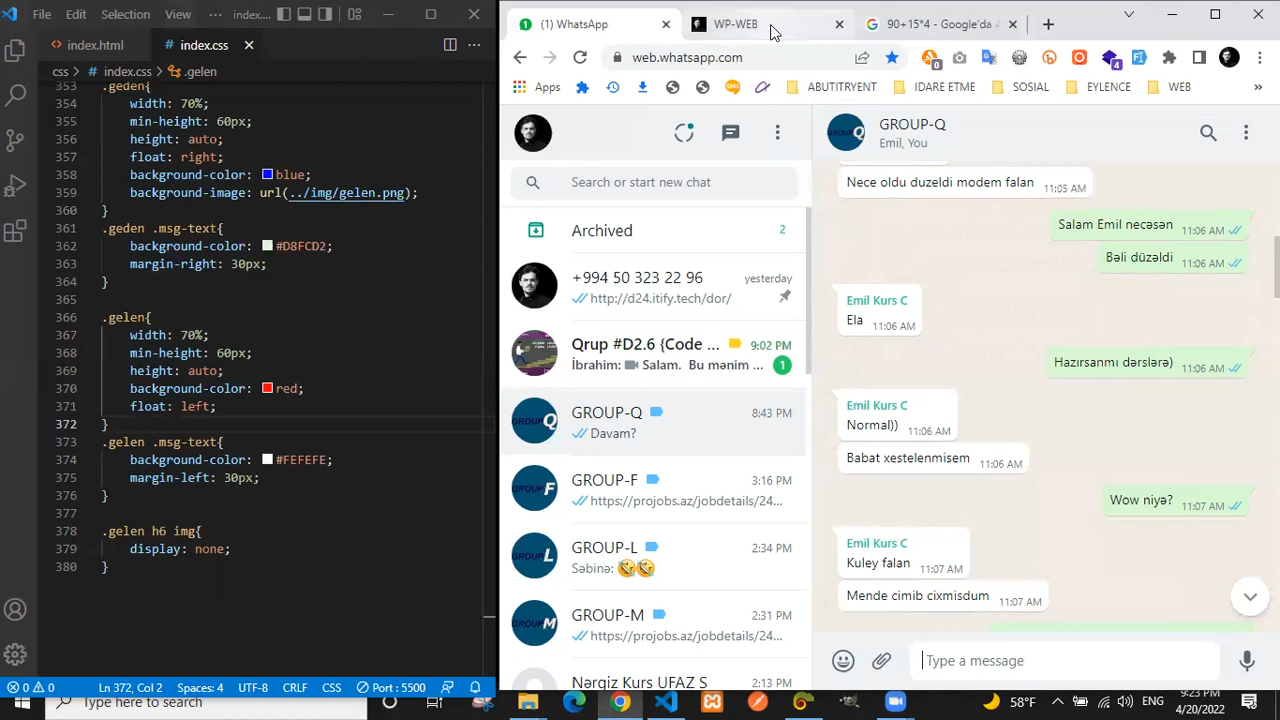 File Edit Selection View ··· index....
index.html
index.css
css > index.css > .gelen
353 .geden{
354 width: 70%;
355 min-height: 60px;
356 height: auto;
357 float: right;
358 background-color: blue;
359 background-image: url(../img/gelen.png);
360 }
361 .geden .msg-text{
362 background-color: #D8FCD2;
363 margin-right: 30px;
364 }
365
366 .gelen{
367 width: 70%;
368 min-height: 60px;
369 height: auto;
370 background-color: red;
371 float: left;
372 }
373 .gelen .msg-text{
374 background-color: #FEFEFE;
375 margin-left: 30px;
376 }
377
378 .gelen h6 img{
379 display: none;
380 }
0 0 Ln 372, Col 2 Spaces: 4 UTF-8 CRLF CSS Port : 5500
(1) WhatsApp
WP-WEB
90+15*4 - Google'da A
web.whatsapp.com
Apps
ABUTITRYENT
IDARE ETME
SOSIAL
EYLENCE
WEB
»
Search or start new chat
Archived 2
+994 50 323 22 96 yesterday
http://d24.itify.tech/dor/
Qrup #D2.6 {Code ... 9:02 PM
İbrahim: Salam. Bu mənim ... 1
GROUP-Q 8:43 PM
Davam?
GROUP-F 3:16 PM
https://projobs.az/jobdetails/24...
GROUP-L 2:34 PM
Səbinə: 🤣🤣
GROUP-M 2:31 PM
https://projobs.az/jobdetails/24...
Nərgiz Kurs UFAZ S 2:13 PM
GROUP-Q
Emil, You
Nece oldu duzeldi modem falan 11:05 AM
Salam Emil necəsən 11:06 AM
Bəli düzəldi 11:06 AM
Emil Kurs C
Ela 11:06 AM
Hazırsanmı dərslərə) 11:06 AM
Emil Kurs C
Normal)) 11:06 AM
Babat xestelenmisem 11:06 AM
Wow niyə? 11:07 AM
Emil Kurs C
Kuley falan 11:07 AM
Mende cimib cixmisdum 11:07 AM
Type a message
Type here to search
58°F
ENG
9:23 PM
4/20/2022